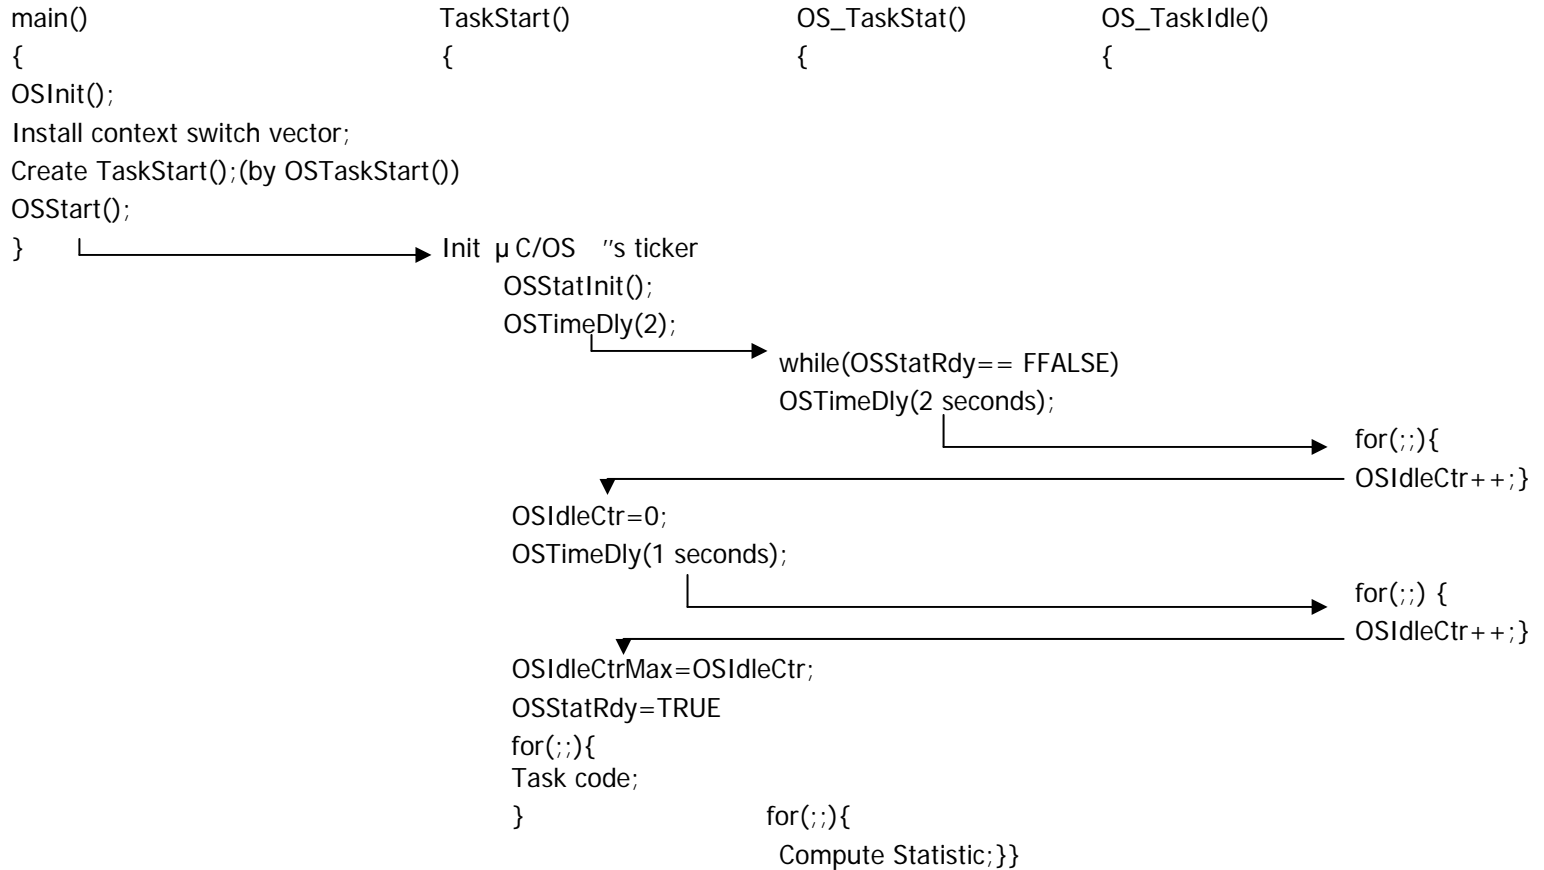 main() TaskStart() OS_TaskStat() OS_TaskIdle()
{ { { {
OSInit();
Install context switch vector;
Create TaskStart();(by OSTaskStart())
OSStart();
} Init µC/OS ″s ticker
OSStatInit();
OSTimeDly(2);
while(OSStatRdy== FFALSE)
OSTimeDly(2 seconds);
for(;;){
OSIdleCtr++;}
OSIdleCtr=0;
OSTimeDly(1 seconds);
for(;;) {
OSIdleCtr++;}
OSIdleCtrMax=OSIdleCtr;
OSStatRdy=TRUE
for(;;){
Task code;
} for(;;){
Compute Statistic;}}